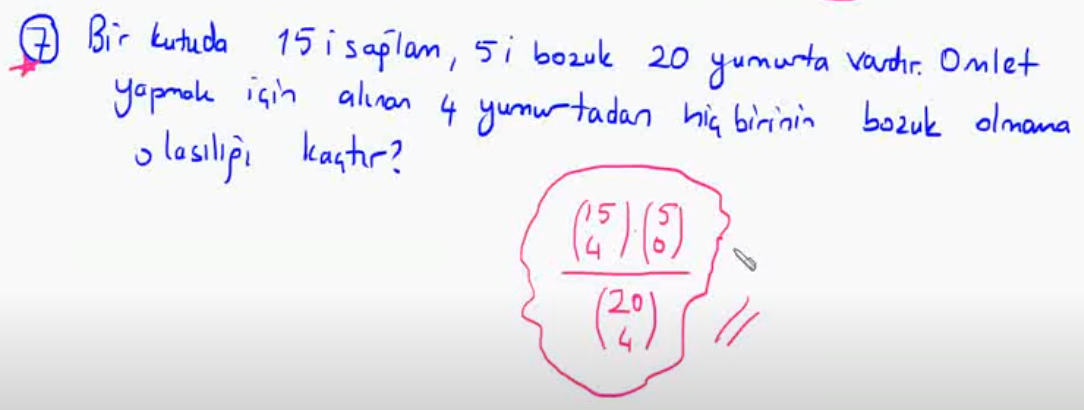 7 Bir kutuda 15 i sağlam, 5 i bozuk 20 yumurta vardır. Omlet
yapmak için alınan 4 yumurtadan hiç birinin bozuk olmama
olasılığı kaçtır?
(15 4) . (5 0)
(20 4)